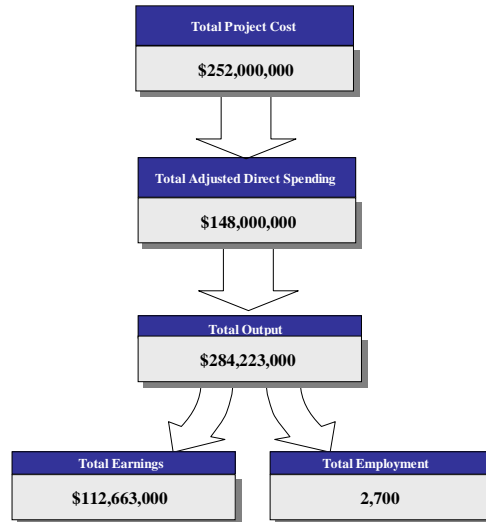 Total Project Cost
$252,000,000
Total Adjusted Direct Spending
$148,000,000
Total Output
$284,223,000
Total Earnings
$112,663,000
Total Employment
2,700